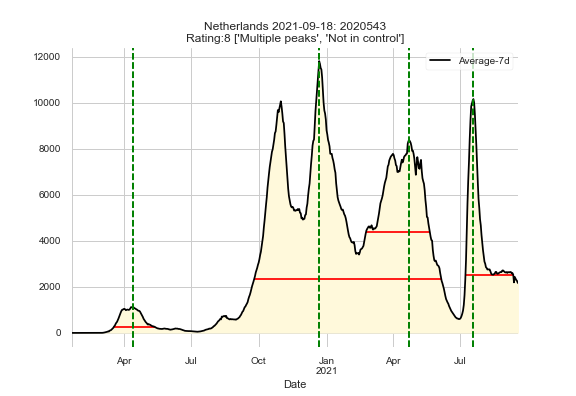 Netherlands 2021-09-18: 2020543
Rating:8 ['Multiple peaks', 'Not in control']
Average-7d
12000
10000
8000
6000
4000
2000
0
Apr Jul Oct Jan Apr Jul
2021
Date